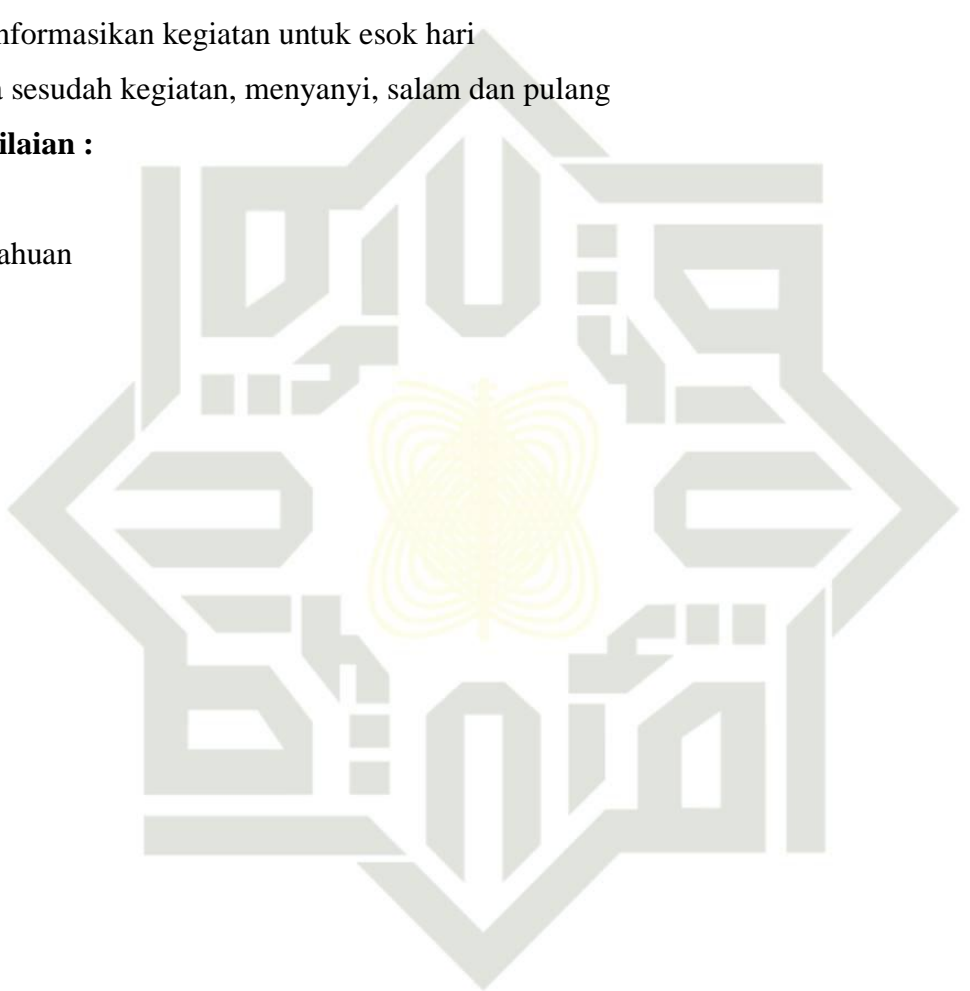 nformasikan kegiatan untuk esok hari
a sesudah kegiatan, menyanyi, salam dan pulang
ilaian :
ahuan